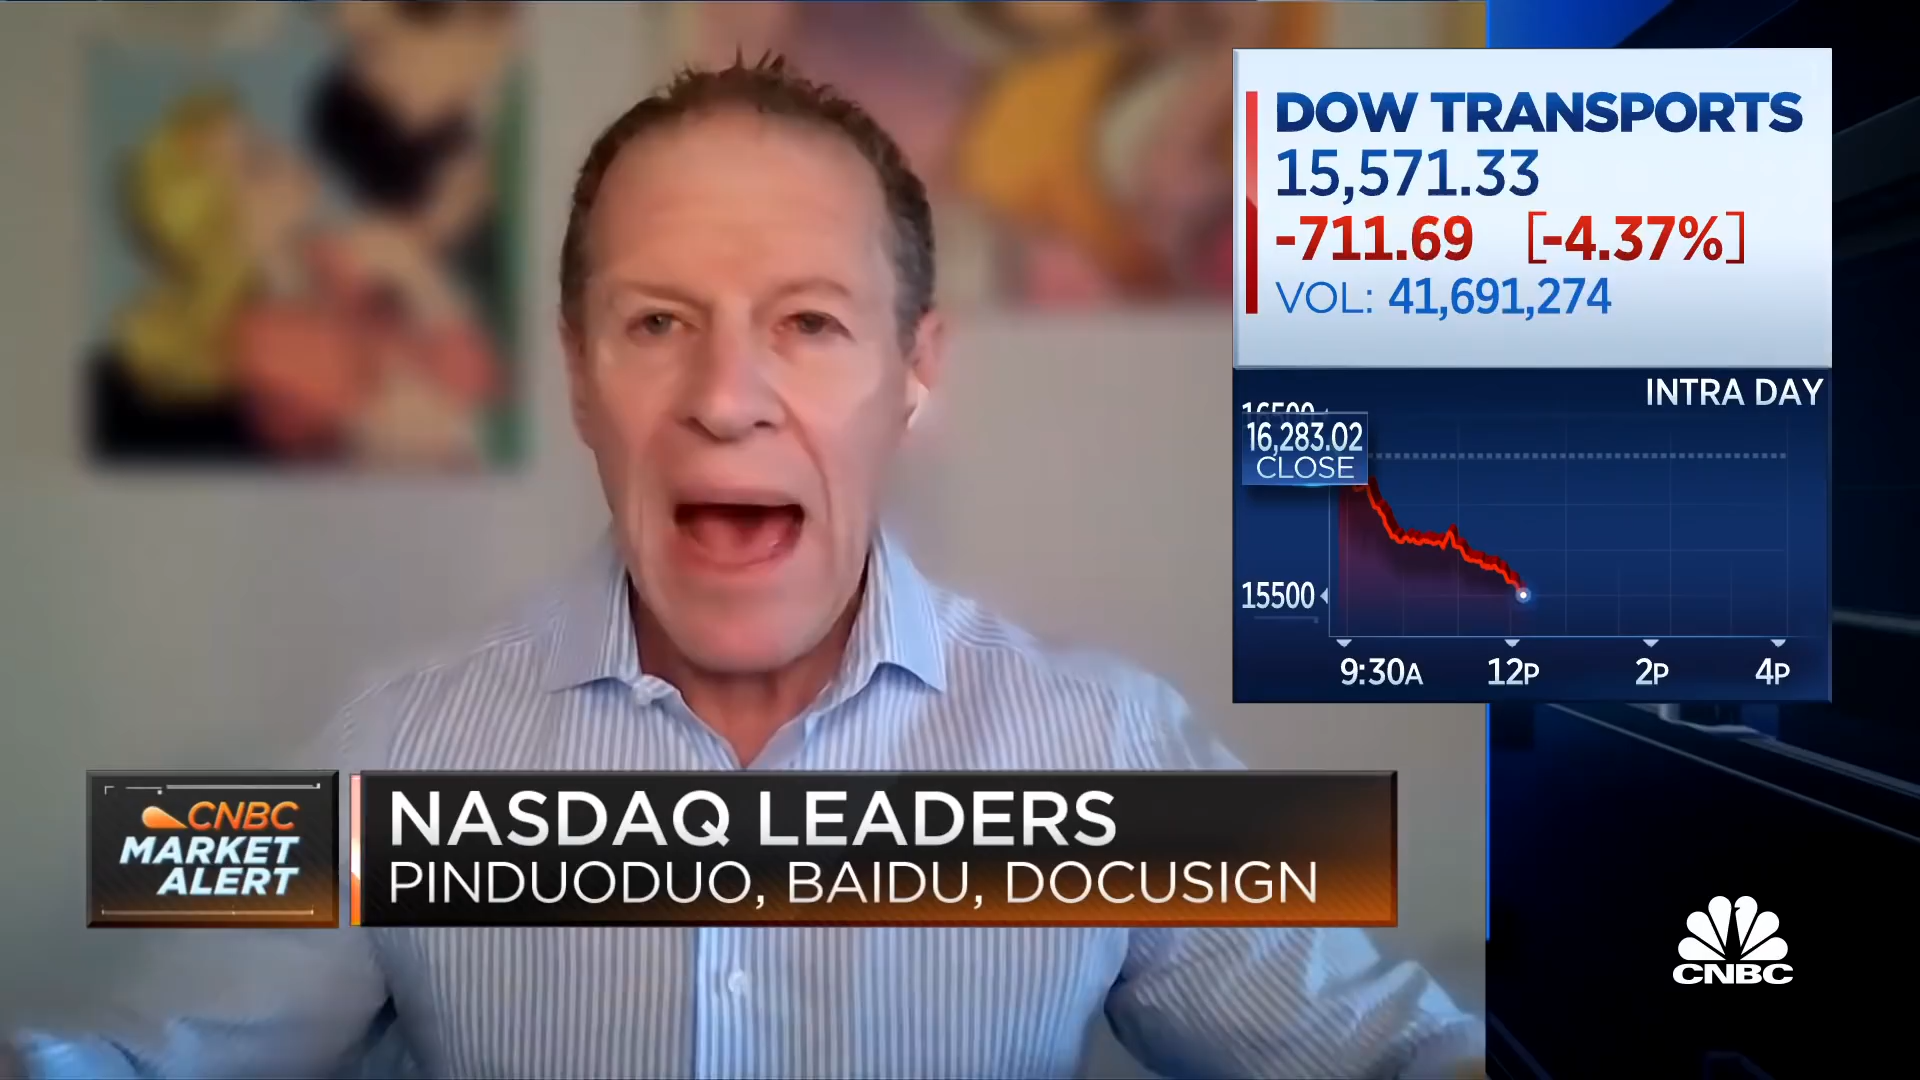 DOW TRANSPORTS
15,571.33
-711.69 [-4.37%]
VOL: 41,691,274
INTRA DAY
16500
16,283.02
CLOSE
15500
9:30A 12P 2P 4P
CNBC
MARKET
ALERT
NASDAQ LEADERS
PINDUODUO, BAIDU, DOCUSIGN
CNBC